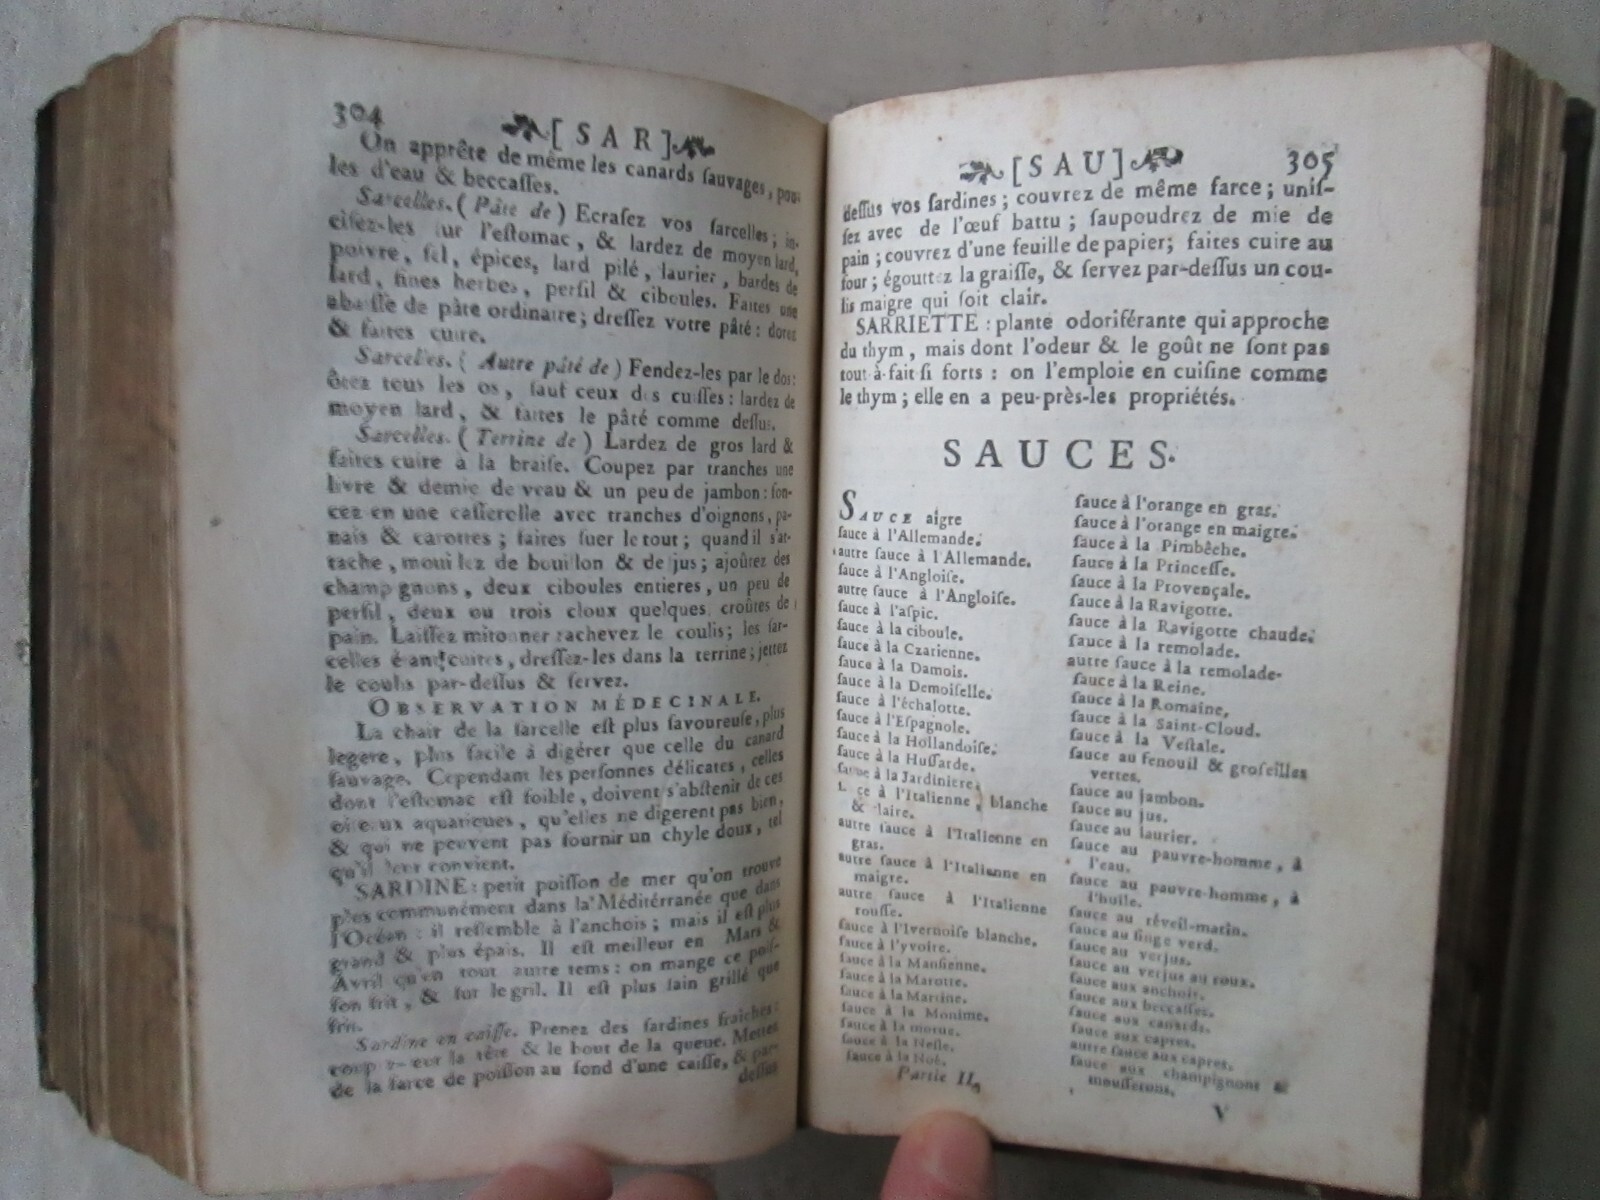 304
[ S A R ]
On apprête de même les canards ſauvages, pou-
les d'eau & beccaſſes.
Sarcelles. ( Pâté de ) Ecraſez vos ſarcelles ; in-
ciſez-les ſur l'eſtomac, & lardez de moyen lard,
poivre, ſel, épices, lard pilé, laurier, bardes de
lard, fines herbes, perſil & ciboules. Faites une
abaiſſe de pâte ordinaire ; dreſſez votre pâté : dorez
& faites cuire.
Sarcelles. ( Autre pâté de ) Fendez-les par le dos :
ôtez tous les os, ſauf ceux des cuiſſes : lardez de
moyen lard, & faites le pâté comme deſſus.
Sarcelles. ( Terrine de ) Lardez de gros lard &
faites cuire à la braiſe. Coupez par tranches une
livre & demie de veau & un peu de jambon : fon-
cez en une caſſerolle avec tranches d'oignons, pa-
nais & carottes ; faites ſuer le tout ; quand il s'at-
tache, mouillez de bouillon & de jus ; ajoûtez des
champignons, deux ciboules entieres, un peu de
perſil, deux ou trois cloux quelques croûtes de
pain. Laiſſez mitonner achevez le coulis ; les ſar-
celles étant cuites, dreſſez-les dans la terrine ; jettez
le coulis par-deſſus & ſervez.
OBSERVATION MÉDECINALE.
La chair de la ſarcelle eſt plus ſavoureuſe, plus
legere, plus facile à digérer que celle du canard
ſauvage. Cependant les perſonnes délicates, celles
dont l'eſtomac eſt foible, doivent s'abſtenir de ces
oiſeaux aquatiques, qu'elles ne digerent pas bien,
& qui ne peuvent pas fournir un chyle doux, tel
qu'il leur convient.
SARDINE : petit poiſſon de mer qu'on trouve
plus communément dans la Méditérranée que dans
l'Océan : il reſſemble à l'anchois ; mais il eſt plus
grand & plus épais. Il eſt meilleur en Mars &
Avril qu'en tout autre tems : on mange ce poiſ-
ſon frit, & ſur le gril. Il eſt plus ſain grillé que
frit.
Sardine en caiſſe. Prenez des ſardines fraîches :
coupez-eur la tête & le bout de la queue. Mettez
de la farce de poiſſon au fond d'une caiſſe, & par-
deſſus
[ SAU ]
305
deſſus vos ſardines ; couvrez de même farce ; uniſ-
ſez avec de l'œuf battu ; ſaupoudrez de mie de
pain ; couvrez d'une feuille de papier ; faites cuire au
four ; égouttez la graiſſe, & ſervez par-deſſus un cou-
lis maigre qui ſoit clair.
SARRIETTE : plante odoriférante qui approche
du thym, mais dont l'odeur & le goût ne ſont pas
tout-à-fait ſi forts : on l'emploie en cuiſine comme
le thym ; elle en a peu-près-les propriétés.
SAUCES.
SAUCE aigre
ſauce à l'Allemande.
autre ſauce à l'Allemande.
ſauce à l'Angloiſe.
autre ſauce à l'Angloiſe.
ſauce à l'aſpic.
ſauce à la ciboule.
ſauce à la Czarienne.
ſauce à la Damois.
ſauce à la Demoiſelle.
ſauce à l'échalotte.
ſauce à l'Eſpagnole.
ſauce à la Hollandoiſe.
ſauce à la Huſſarde.
ſauce à la Jardiniere.
ſauce à l'Italienne, blanche
& claire.
autre ſauce à l'Italienne en
gras.
autre ſauce à l'Italienne en
maigre.
autre ſauce à l'Italienne
rouſſe.
ſauce à l'Ivernoiſe blanche.
ſauce à l'yvoire.
ſauce à la Manſienne.
ſauce à la Marotte.
ſauce à la Martine.
ſauce à la Monime.
ſauce à la morue.
ſauce à la Neſle.
ſauce à la Noë.
ſauce à l'orange en gras.
ſauce à l'orange en maigre.
ſauce à la Pimbêche.
ſauce à la Princeſſe.
ſauce à la Provençale.
ſauce à la Ravigotte.
ſauce à la Ravigotte chaude.
ſauce à la remolade.
autre ſauce à la remolade.
ſauce à la Reine.
ſauce à la Romaine,
ſauce à la Saint-Cloud.
ſauce à la Veſtale.
ſauce au fenouil & groſeilles
vertes.
ſauce au jambon.
ſauce au jus.
ſauce au laurier.
ſauce au pauvre-homme, à
l'eau.
ſauce au pauvre-homme, à
l'huile.
ſauce au réveil-matin.
ſauce au ſinge verd.
ſauce au verjus.
ſauce au verjus au roux.
ſauce aux anchois.
ſauce aux beccaſſes.
ſauce aux canards.
ſauce aux capres.
autre ſauce aux capres.
ſauce aux champignons &
mouſſerons.
Partie II.
V